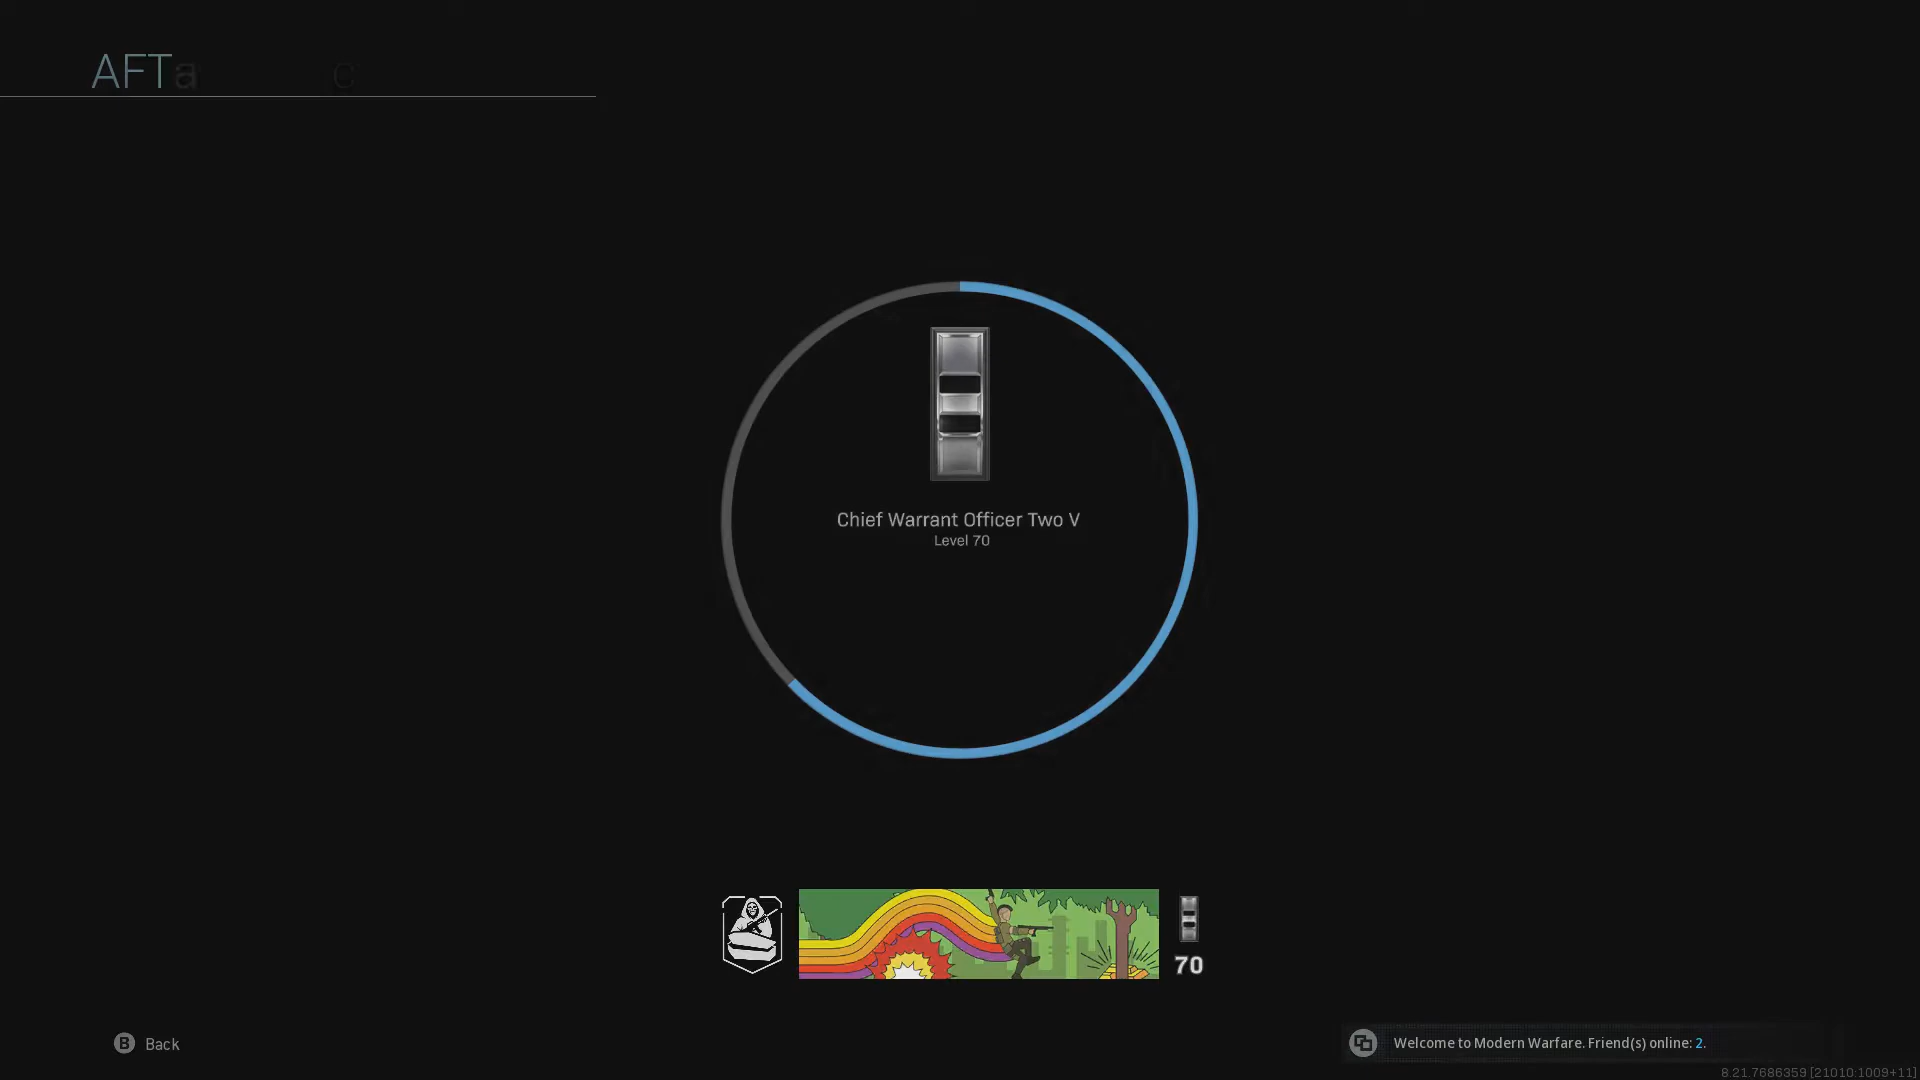 AFT
Chief Warrant Officer Two V
Level 70
70
B Back
Welcome to Modern Warfare. Friend(s) online: 2.
8.21.7686359 [21010:1009+11]